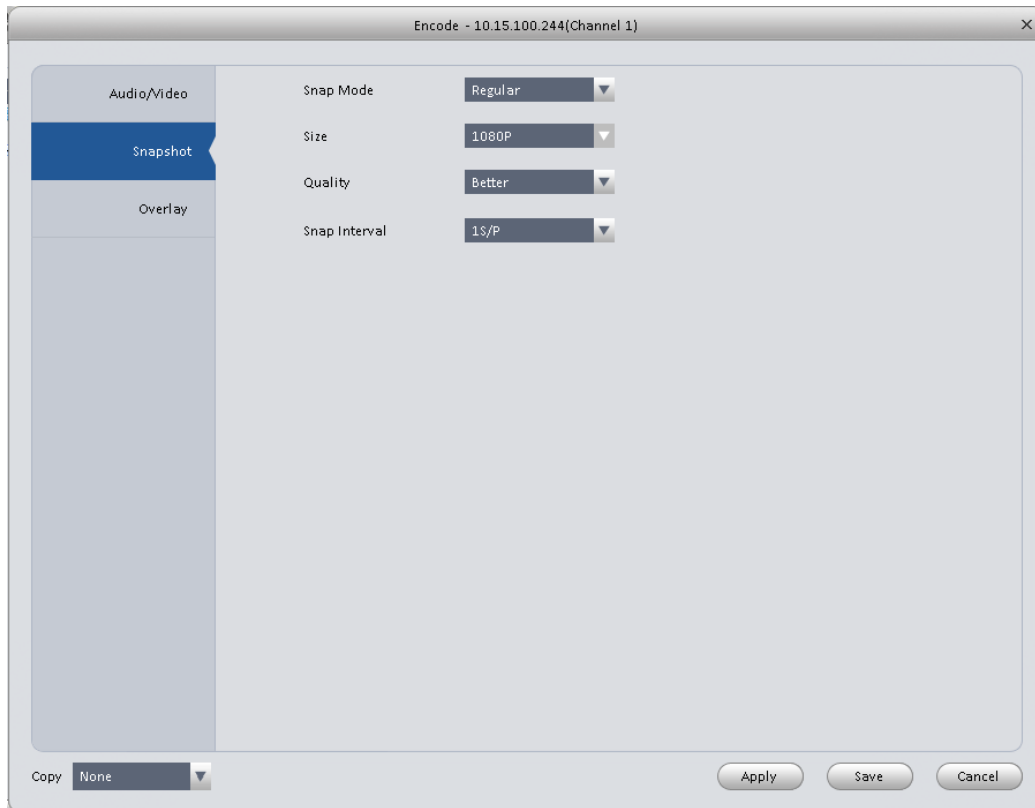 Encode - 10.15.100.244(Channel 1)
Audio/Video
Snapshot
Overlay
Snap Mode Regular
Size 1080P
Quality Better
Snap Interval 1S/P
Copy None
Apply Save Cancel